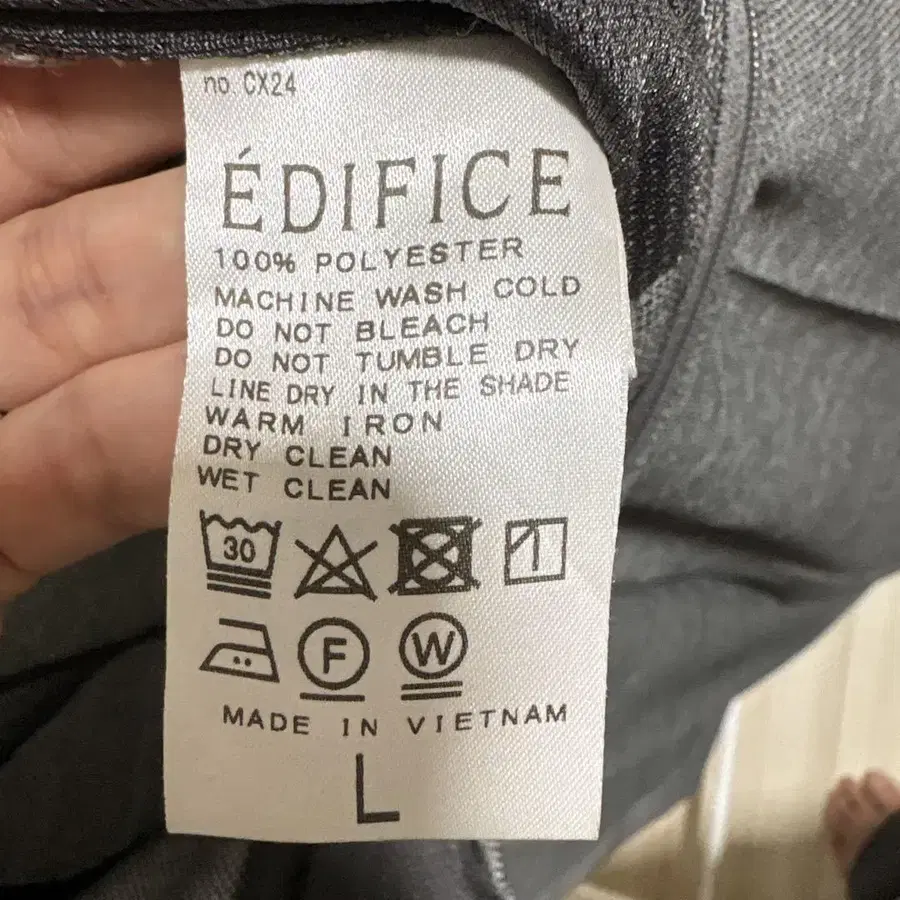 no CX24
ÉDIFICE
100% POLYESTER
MACHINE WASH COLD
DO NOT BLEACH
DO NOT TUMBLE DRY
LINE DRY IN THE SHADE
WARM IRON
DRY CLEAN
WET CLEAN
30
F W
MADE IN VIETNAM
L